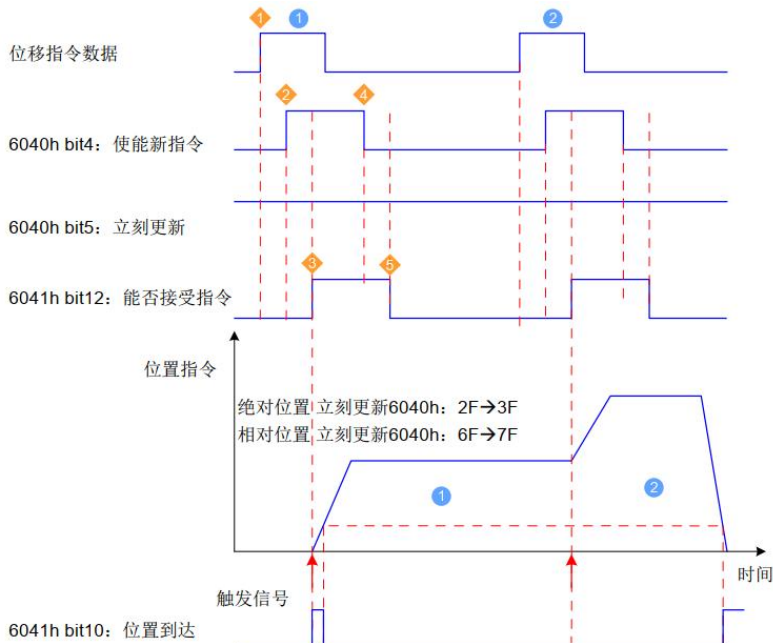 1
1
2
位移指令数据
2
4
6040h bit4：使能新指令
6040h bit5：立刻更新
3
5
6041h bit12：能否接受指令
位置指令
绝对位置 立刻更新6040h：2F→3F
相对位置 立刻更新6040h：6F→7F
1
2
时间
触发信号
6041h bit10：位置到达